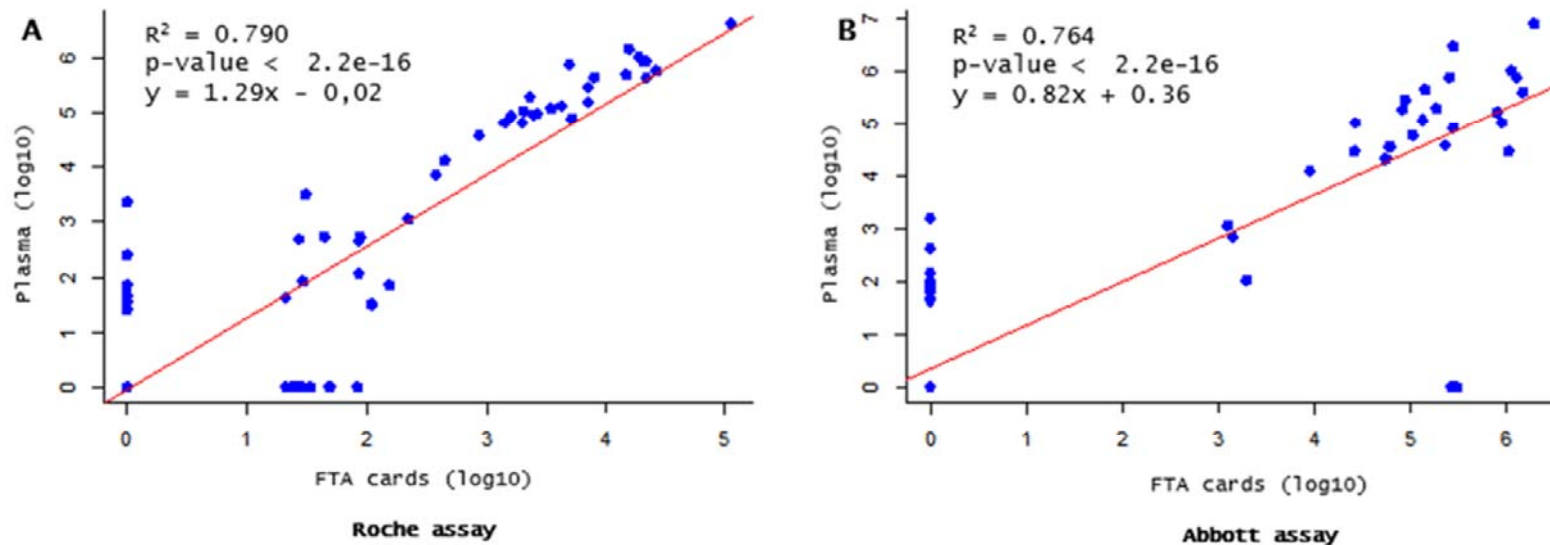 A
R² = 0.790
p-value < 2.2e-16
y = 1.29x - 0,02
Plasma (log10)
6
5
4
3
2
1
0
0 1 2 3 4 5
FTA cards (log10)
Roche assay
B
R² = 0.764
p-value < 2.2e-16
y = 0.82x + 0.36
Plasma (log10)
7
6
5
4
3
2
1
0
0 1 2 3 4 5 6
FTA cards (log10)
Abbott assay